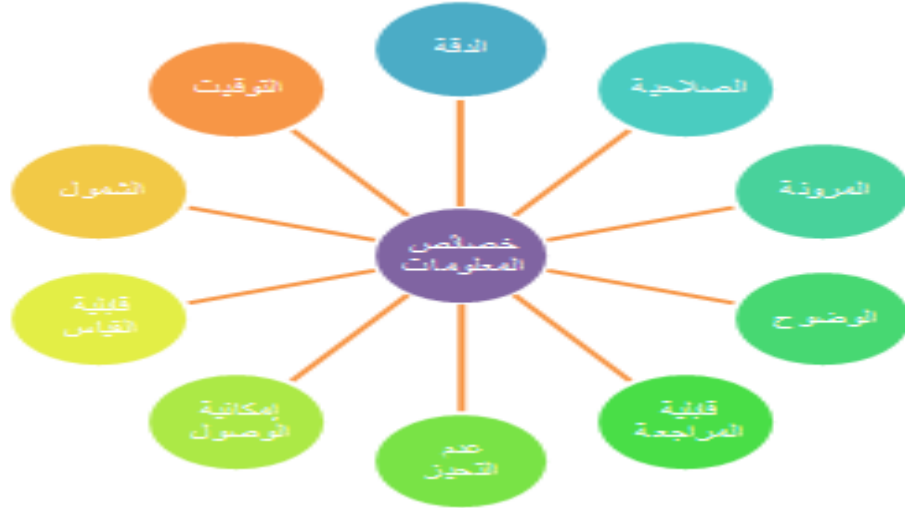 خصائص
المعلومات
الدقة
الصلاحية
المرونة
الوضوح
قابلية
المراجعة
عدم
التحيز
إمكانية
الوصول
قابلية
القياس
الشمول
التوقيت